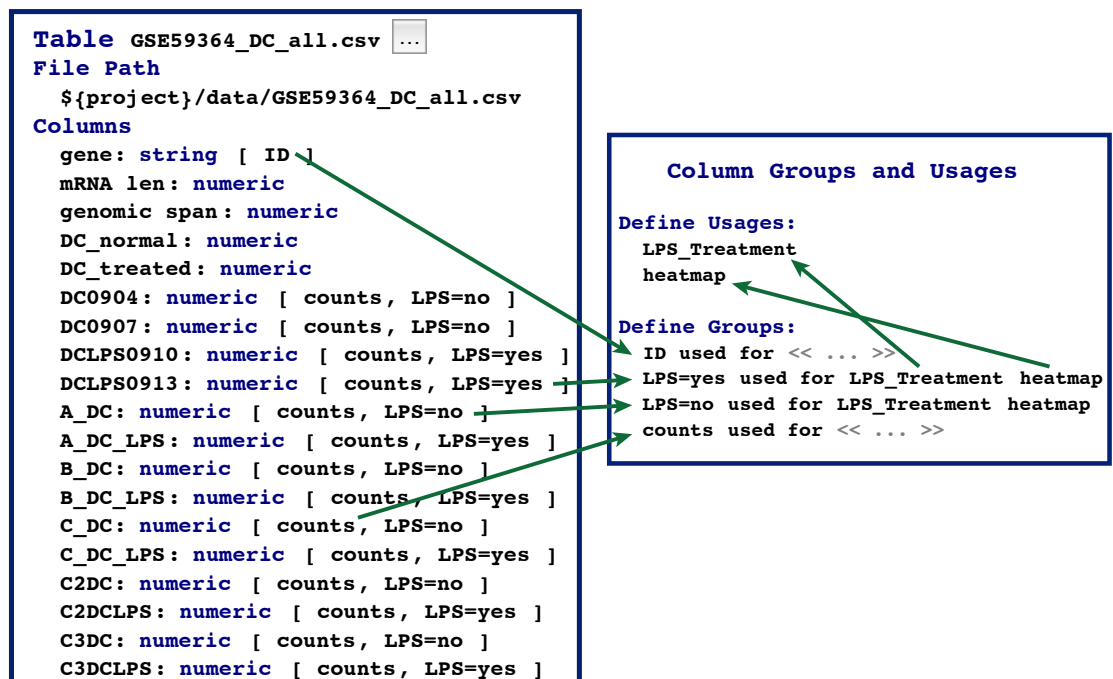 Table GSE59364_DC_all.csv ...
File Path
${project}/data/GSE59364_DC_all.csv
Columns
gene: string [ ID ]
mRNA len: numeric
genomic span: numeric
DC_normal: numeric
DC_treated: numeric
DC0904: numeric [ counts, LPS=no ]
DC0907: numeric [ counts, LPS=no ]
DCLPS0910: numeric [ counts, LPS=yes ]
DCLPS0913: numeric [ counts, LPS=yes ]
A_DC: numeric [ counts, LPS=no ]
A_DC_LPS: numeric [ counts, LPS=yes ]
B_DC: numeric [ counts, LPS=no ]
B_DC_LPS: numeric [ counts, LPS=yes ]
C_DC: numeric [ counts, LPS=no ]
C_DC_LPS: numeric [ counts, LPS=yes ]
C2DC: numeric [ counts, LPS=no ]
C2DCLPS: numeric [ counts, LPS=yes ]
C3DC: numeric [ counts, LPS=no ]
C3DCLPS: numeric [ counts, LPS=yes ]
Column Groups and Usages
Define Usages:
LPS_Treatment
heatmap
Define Groups:
ID used for << ... >>
LPS=yes used for LPS_Treatment heatmap
LPS=no used for LPS_Treatment heatmap
counts used for << ... >>